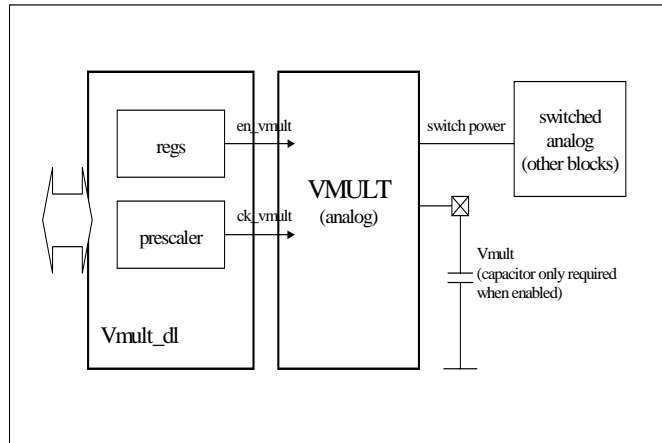 regs
prescaler
Vmult_dl
en_vmult
ck_vmult
VMULT
(analog)
switch power
switched
analog
(other blocks)
Vmult
(capacitor only required
when enabled)